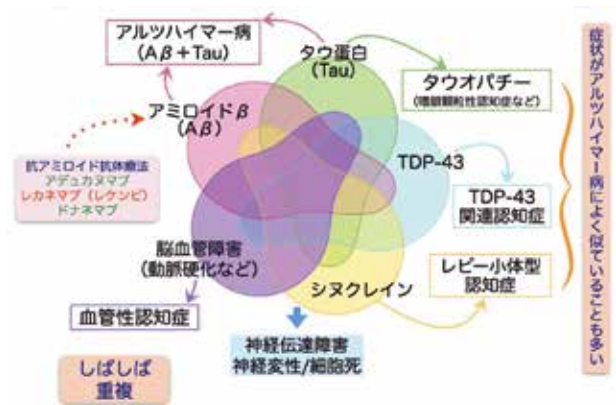 アルツハイマー病
(Aβ+Tau)
タウ蛋白
(Tau)
タウオパチー
(嗜銀顆粒性認知症など)
アミロイドβ
(Aβ)
抗アミロイド抗体療法
アデュカヌマブ
レカネマブ(レケンビ)
ドナネマブ
TDP-43
TDP-43
関連認知症
脳血管障害
(動脈硬化など)
シヌクレイン
レビー小体型
認知症
血管性認知症
神経伝達障害
神経変性/細胞死
しばしば
重複
症状がアルツハイマー病によく似ていることも多い